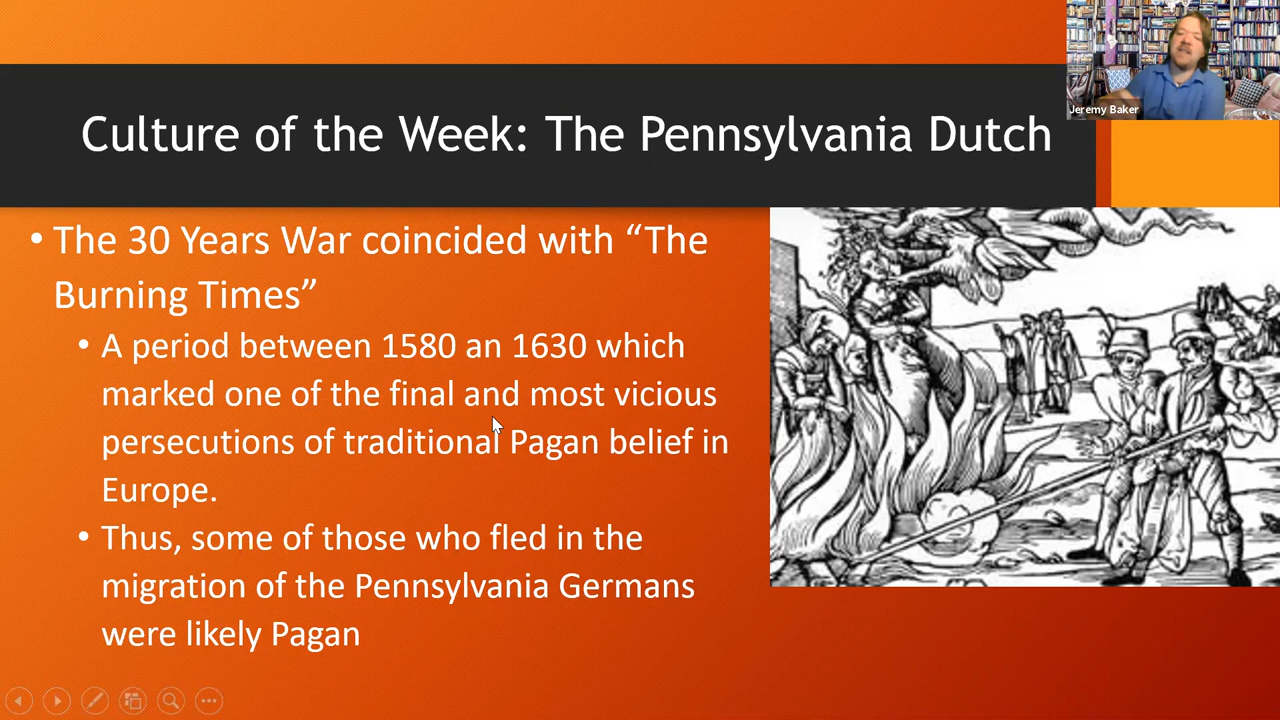 Jeremy Baker
Culture of the Week: The Pennsylvania Dutch
• The 30 Years War coincided with “The
Burning Times”
• A period between 1580 an 1630 which
marked one of the final and most vicious
persecutions of traditional Pagan belief in
Europe.
• Thus, some of those who fled in the
migration of the Pennsylvania Germans
were likely Pagan